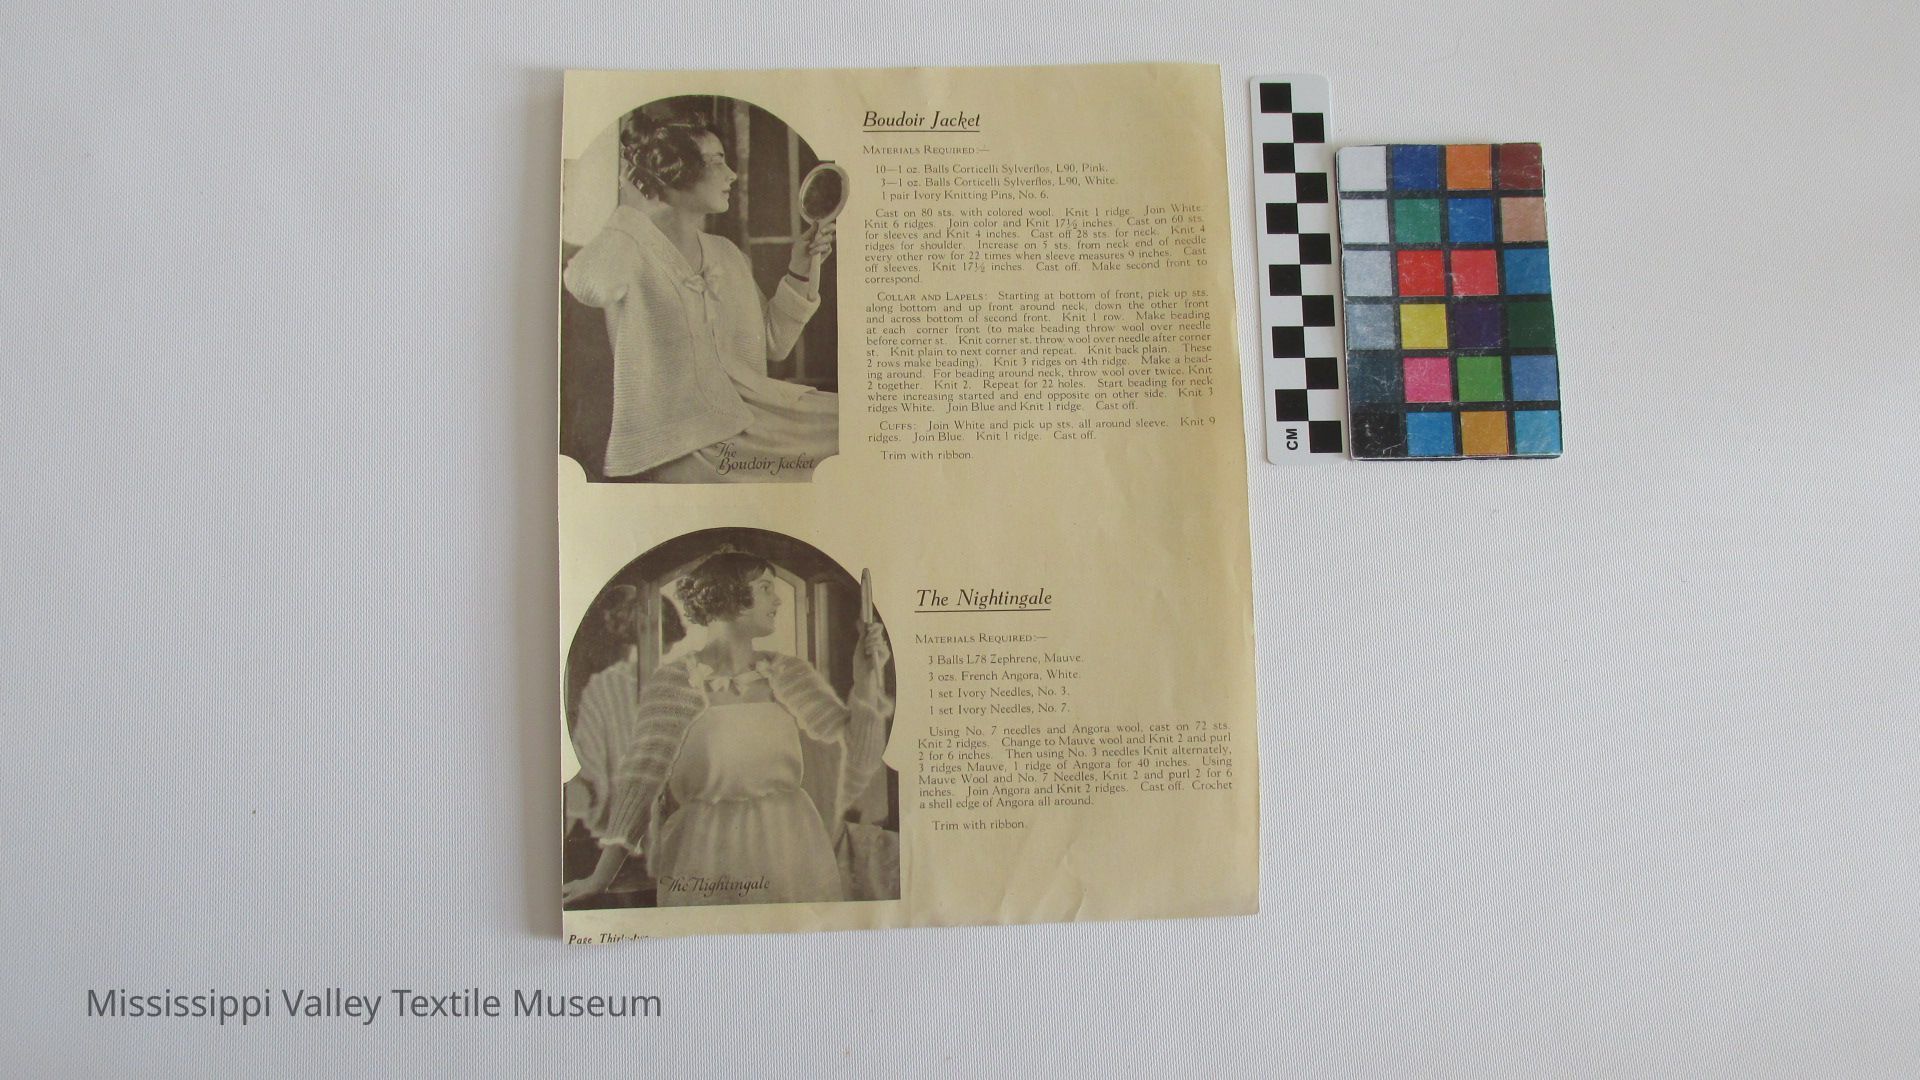 Boudoir Jacket
MATERIALS REQUIRED:—
10—1 oz. Balls Corticelli Sylverflos, L90, Pink.
3—1 oz. Balls Corticelli Sylverflos, L90, White.
1 pair Ivory Knitting Pins, No. 6.
Cast on 80 sts. with colored wool. Knit 1 ridge. Join White.
Knit 6 ridges. Join color and Knit 17½ inches. Cast on 60 sts.
for sleeves and Knit 4 inches. Cast off 28 sts. for neck. Knit 4
ridges for shoulder. Increase on 5 sts. from neck end of needle
every other row for 22 times when sleeve measures 9 inches. Cast
off sleeves. Knit 17½ inches. Cast off. Make second front to
correspond.
COLLAR AND LAPELS: Starting at bottom of front, pick up sts.
along bottom and up front around neck, down the other front
and across bottom of second front. Knit 1 row. Make beading
at each corner front (to make beading throw wool over needle
before corner st. Knit corner st. throw wool over needle after corner
st. Knit plain to next corner and repeat. Knit back plain. These
2 rows make beading). Knit 3 ridges on 4th ridge. Make a bead-
ing around. For beading around neck, throw wool over twice. Knit
2 together. Knit 2. Repeat for 22 holes. Start beading for neck
where increasing started and end opposite on other side. Knit 3
ridges White. Join Blue and Knit 1 ridge. Cast off.
CUFFS: Join White and pick up sts. all around sleeve. Knit 9
ridges. Join Blue. Knit 1 ridge. Cast off.
Trim with ribbon.
The
Boudoir Jacket
The Nightingale
MATERIALS REQUIRED:—
3 Balls L78 Zephrene, Mauve.
3 ozs. French Angora, White.
1 set Ivory Needles, No. 3.
1 set Ivory Needles, No. 7.
Using No. 7 needles and Angora wool, cast on 72 sts.
Knit 2 ridges. Change to Mauve wool and Knit 2 and purl
2 for 6 inches. Then using No. 3 needles Knit alternately,
3 ridges Mauve, 1 ridge of Angora for 40 inches. Using
Mauve Wool and No. 7 Needles, Knit 2 and purl 2 for 6
inches. Join Angora and Knit 2 ridges. Cast off. Crochet
a shell edge of Angora all around.
Trim with ribbon.
The Nightingale
Page
CM
Mississippi Valley Textile Museum